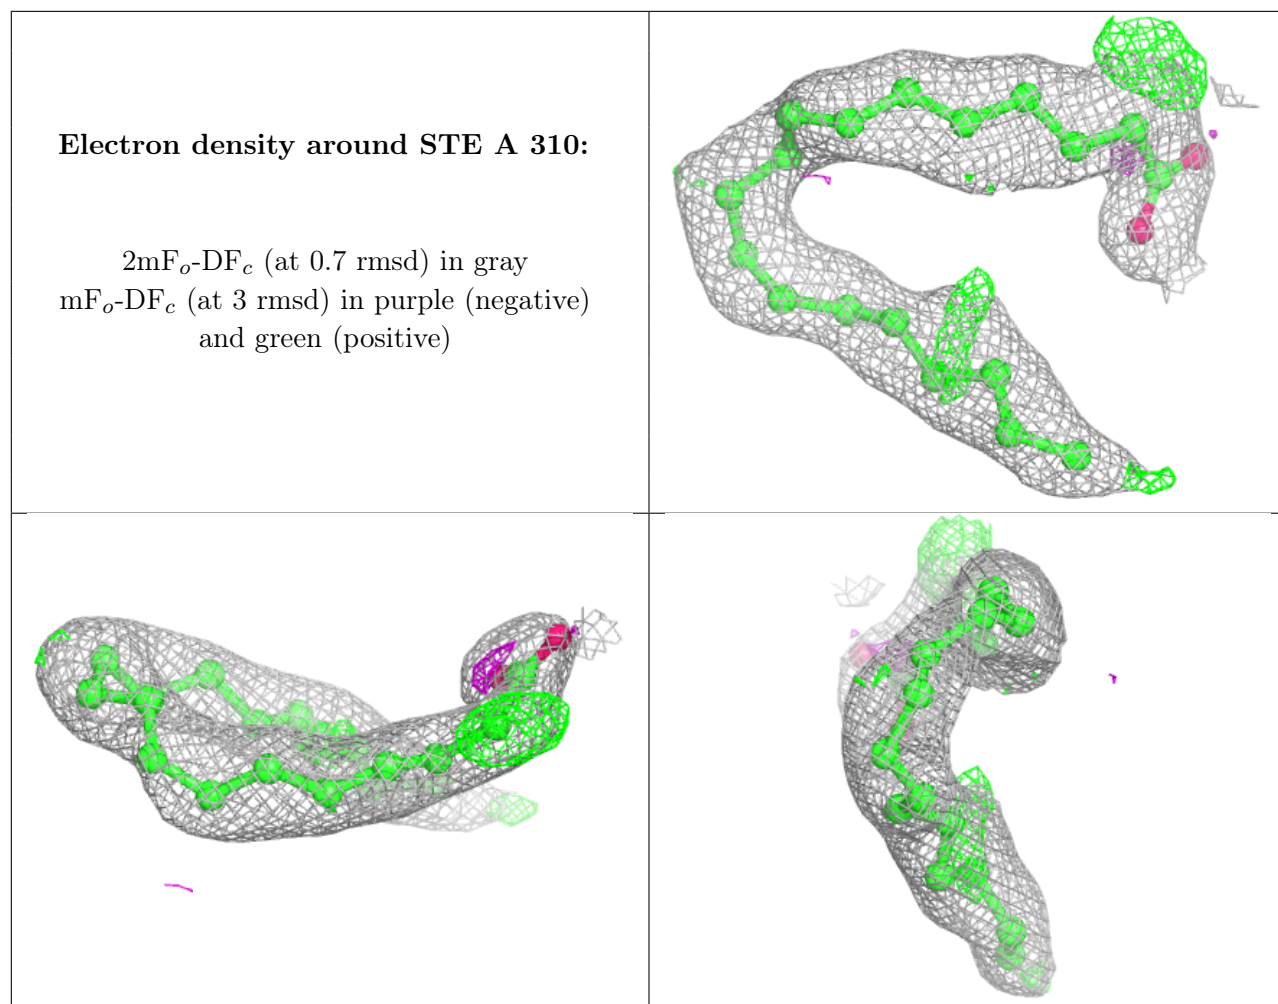 Electron density around STE A 310:
2mFₒ-DF𝒸 (at 0.7 rmsd) in gray
mFₒ-DF𝒸 (at 3 rmsd) in purple (negative)
and green (positive)